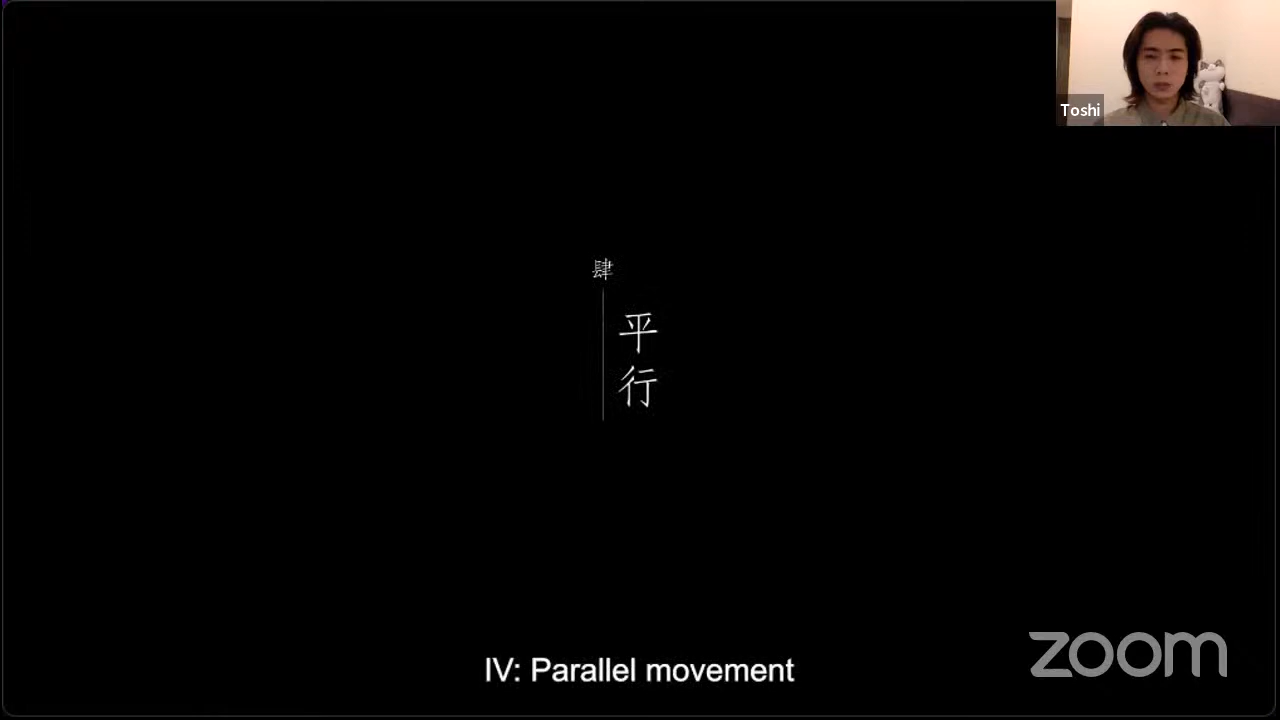 Toshi
肆
平行
IV: Parallel movement
zoom